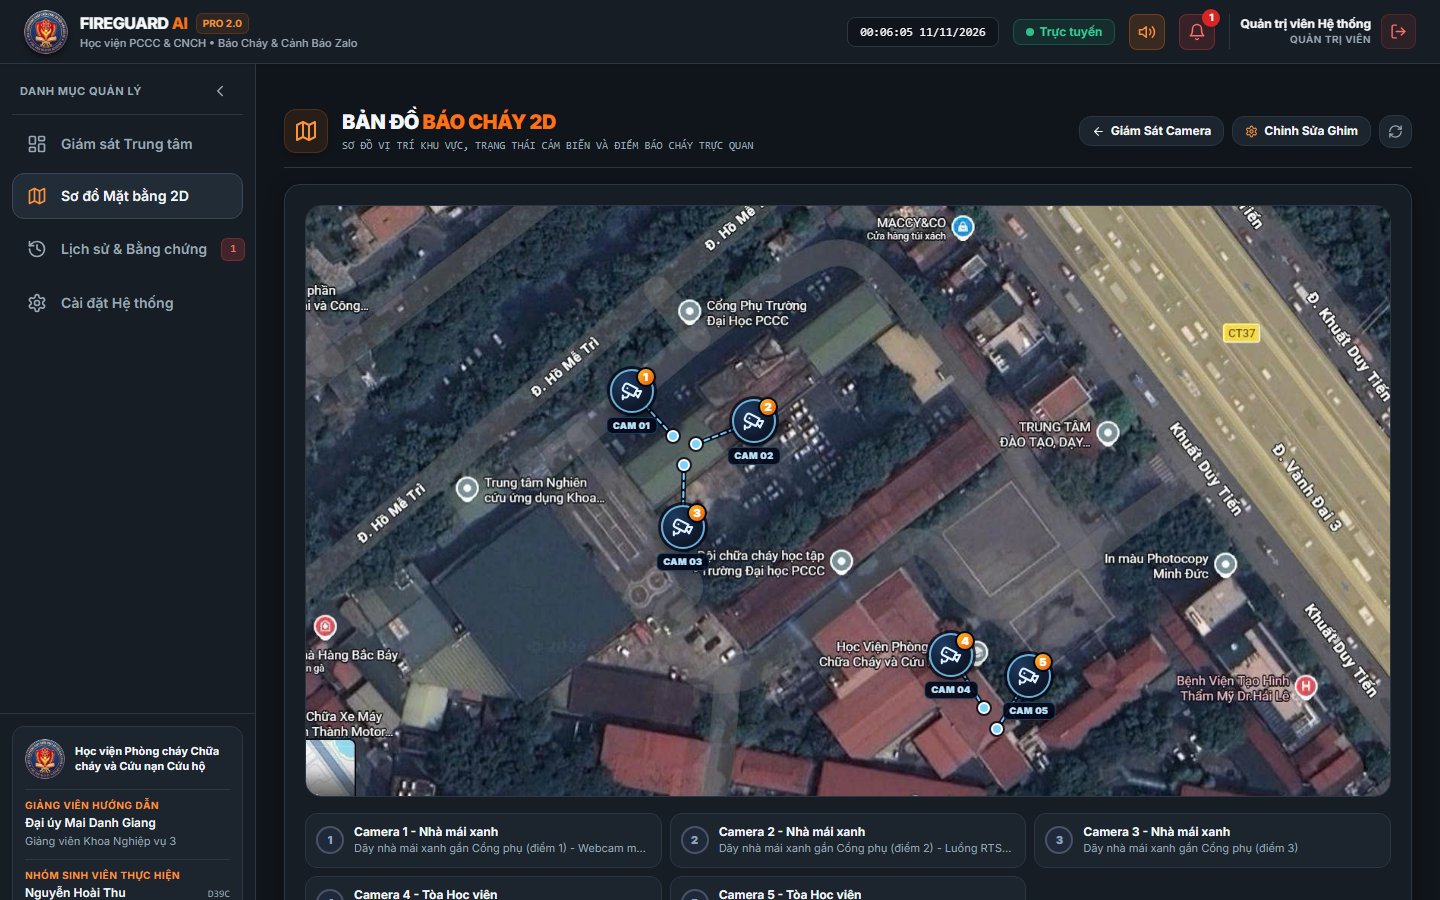 FIREGUARD AI PRO 2.0
Học viện PCCC & CNCH • Báo Cháy & Cảnh Báo Zalo
00:06:05 11/11/2026
Trực tuyến
1
Quản trị viên Hệ thống
QUẢN TRỊ VIÊN
DANH MỤC QUẢN LÝ
Giám sát Trung tâm
Sơ đồ Mặt bằng 2D
Lịch sử & Bằng chứng 1
Cài đặt Hệ thống
Học viện Phòng cháy Chữa
cháy và Cứu nạn Cứu hộ
GIẢNG VIÊN HƯỚNG DẪN
Đại úy Mai Danh Giang
Giảng viên Khoa Nghiệp vụ 3
NHÓM SINH VIÊN THỰC HIỆN
Nguyễn Hoài Thu D39C
BẢN ĐỒ BÁO CHÁY 2D
SƠ ĐỒ VỊ TRÍ KHU VỰC, TRẠNG THÁI CẢM BIẾN VÀ ĐIỂM BÁO CHÁY TRỰC QUAN
Giám Sát Camera
Chỉnh Sửa Ghim
Đ. Hồ Mễ Trì
MACCY&CO
Cửa hàng túi xách
Tiến
phần
i và Công...
Cổng Phụ Trường
Đại Học PCCC
Đ. Khuất Duy Tiến
CT37
Đ. Hồ Mễ Trì
1
CAM 01
2
CAM 02
TRUNG TÂM
ĐÀO TẠO, DẠY...
Khuất Duy Tiến
Đ. Vành Đai 3
Trung tâm Nghiên
cứu ứng dụng Khoa...
Đ. Hồ Mễ Trì
3
CAM 03
Đội chữa cháy học tập
Trường Đại học PCCC
In màu Photocopy
Minh Đức
Khuất Duy Tiến
à Hàng Bắc Bảy
n gà
Học Viện Phòng
Chữa Cháy và Cứu
4
CAM 04
5
CAM 05
Bệnh Viện Tạo Hình
Thẩm Mỹ Dr.Hải Lê
H
Chữa Xe Máy
n Thành Motor...
1
Camera 1 - Nhà mái xanh
Dãy nhà mái xanh gần Cổng phụ (điểm 1) - Webcam m...
2
Camera 2 - Nhà mái xanh
Dãy nhà mái xanh gần Cổng phụ (điểm 2) - Luồng RTS...
3
Camera 3 - Nhà mái xanh
Dãy nhà mái xanh gần Cổng phụ (điểm 3)
Camera 4 - Tòa Học viện
Camera 5 - Tòa Học viện